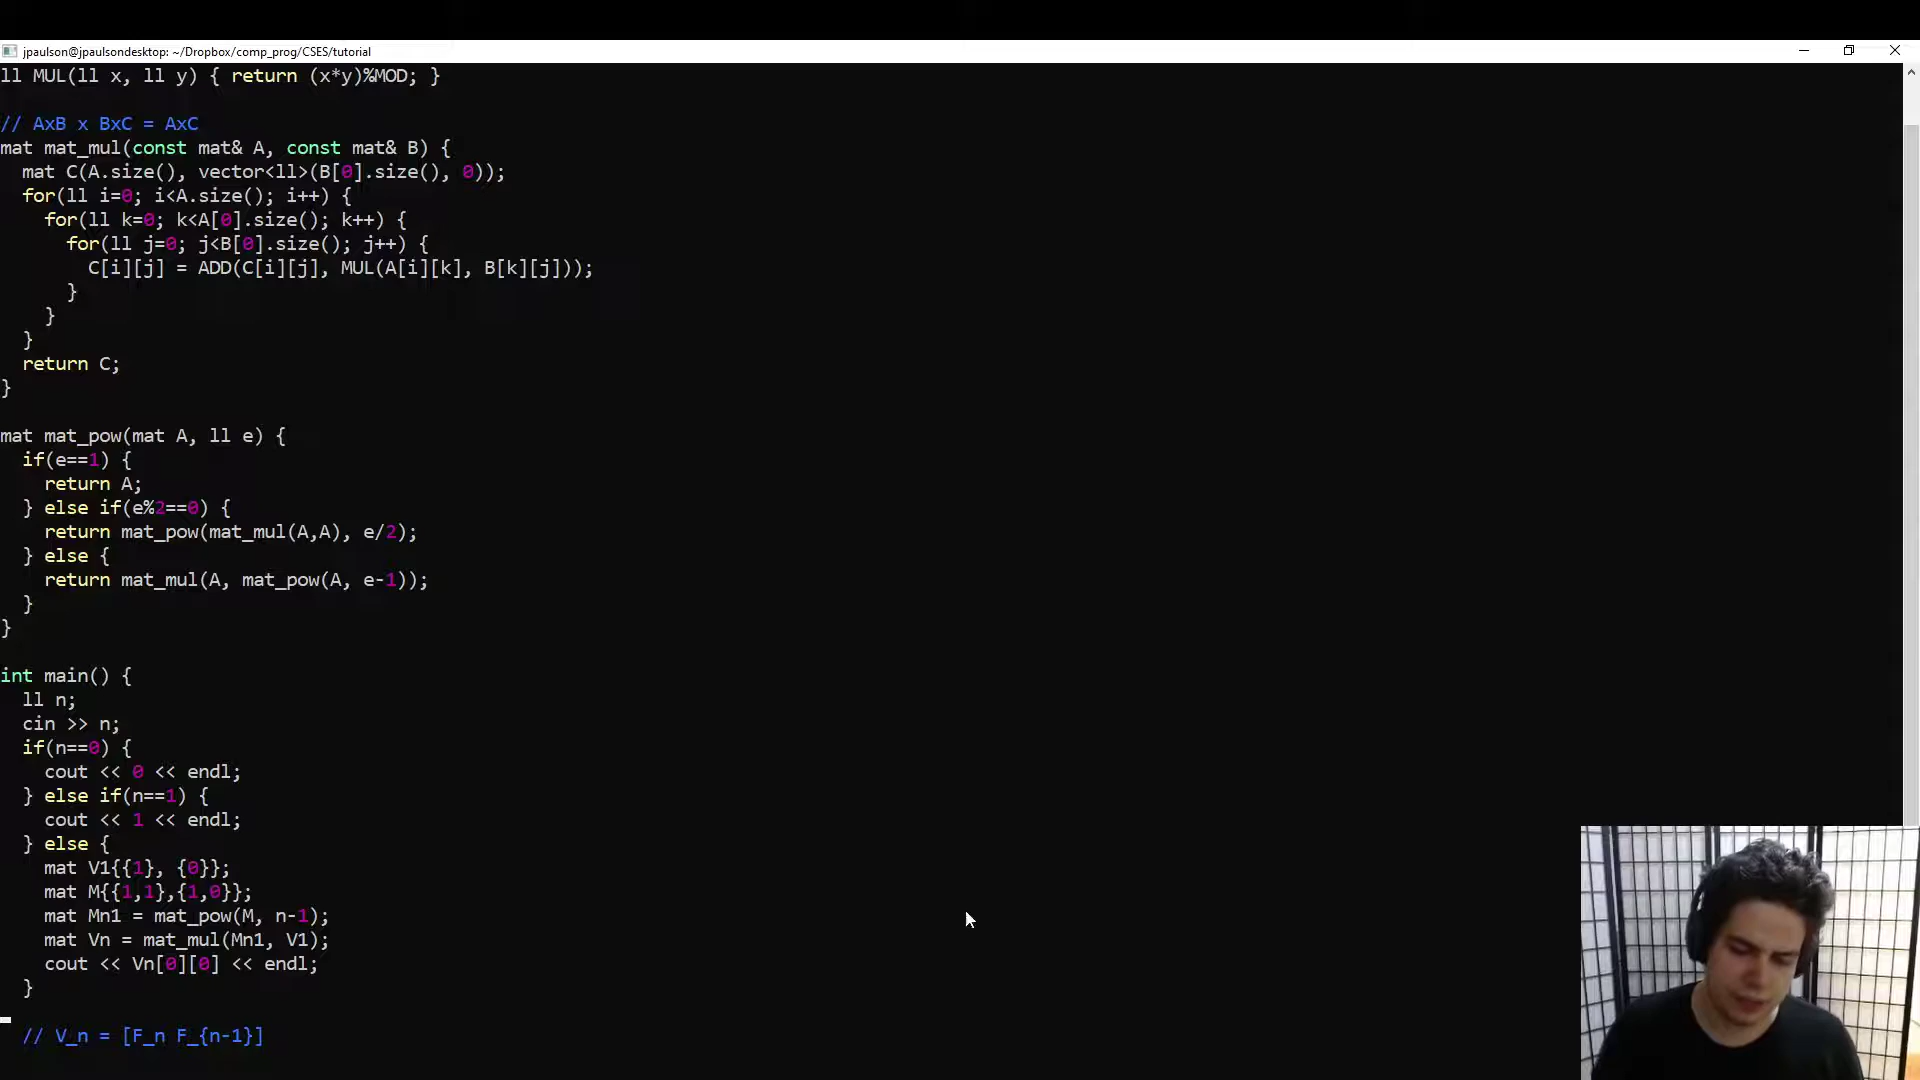 jpaulson@jpaulsondesktop: ~/Dropbox/comp_prog/CSES/tutorial
ll MUL(ll x, ll y) { return (x*y)%MOD; }
// AxB x BxC = AxC
mat mat_mul(const mat& A, const mat& B) {
  mat C(A.size(), vector<ll>(B[0].size(), 0));
  for(ll i=0; i<A.size(); i++) {
    for(ll k=0; k<A[0].size(); k++) {
      for(ll j=0; j<B[0].size(); j++) {
        C[i][j] = ADD(C[i][j], MUL(A[i][k], B[k][j]));
      }
    }
  }
  return C;
}
mat mat_pow(mat A, ll e) {
  if(e==1) {
    return A;
  } else if(e%2==0) {
    return mat_pow(mat_mul(A,A), e/2);
  } else {
    return mat_mul(A, mat_pow(A, e-1));
  }
}
int main() {
  ll n;
  cin >> n;
  if(n==0) {
    cout << 0 << endl;
  } else if(n==1) {
    cout << 1 << endl;
  } else {
    mat V1{{1}, {0}};
    mat M{{1,1},{1,0}};
    mat Mn1 = mat_pow(M, n-1);
    mat Vn = mat_mul(Mn1, V1);
    cout << Vn[0][0] << endl;
  }
  // V_n = [F_n F_{n-1}]